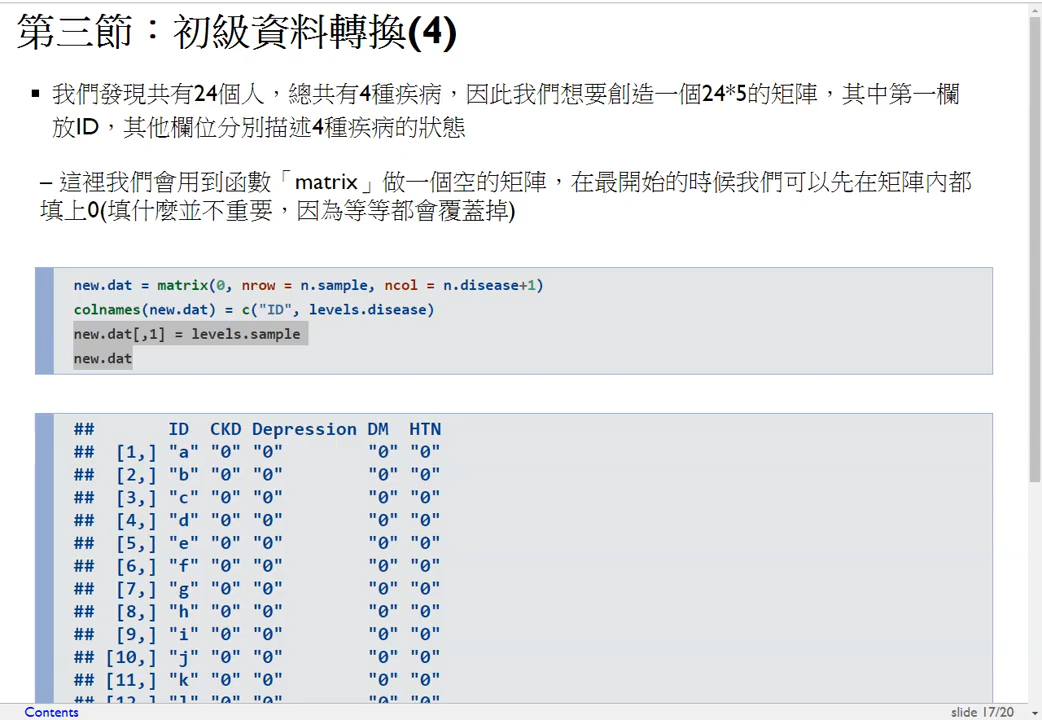 第三節：初級資料轉換(4)
▪ 我們發現共有24個人，總共有4種疾病，因此我們想要創造一個24*5的矩陣，其中第一欄
放ID，其他欄位分別描述4種疾病的狀態
– 這裡我們會用到函數「matrix」做一個空的矩陣，在最開始的時候我們可以先在矩陣內都
填上0(填什麼並不重要，因為等等都會覆蓋掉)
new.dat = matrix(0, nrow = n.sample, ncol = n.disease+1)
colnames(new.dat) = c("ID", levels.disease)
new.dat[,1] = levels.sample
new.dat
##       ID  CKD Depression DM  HTN
##  [1,] "a" "0" "0"        "0" "0"
##  [2,] "b" "0" "0"        "0" "0"
##  [3,] "c" "0" "0"        "0" "0"
##  [4,] "d" "0" "0"        "0" "0"
##  [5,] "e" "0" "0"        "0" "0"
##  [6,] "f" "0" "0"        "0" "0"
##  [7,] "g" "0" "0"        "0" "0"
##  [8,] "h" "0" "0"        "0" "0"
##  [9,] "i" "0" "0"        "0" "0"
## [10,] "j" "0" "0"        "0" "0"
## [11,] "k" "0" "0"        "0" "0"
## [12,] "l" "0" "0"        "0" "0"
Contents
slide 17/20